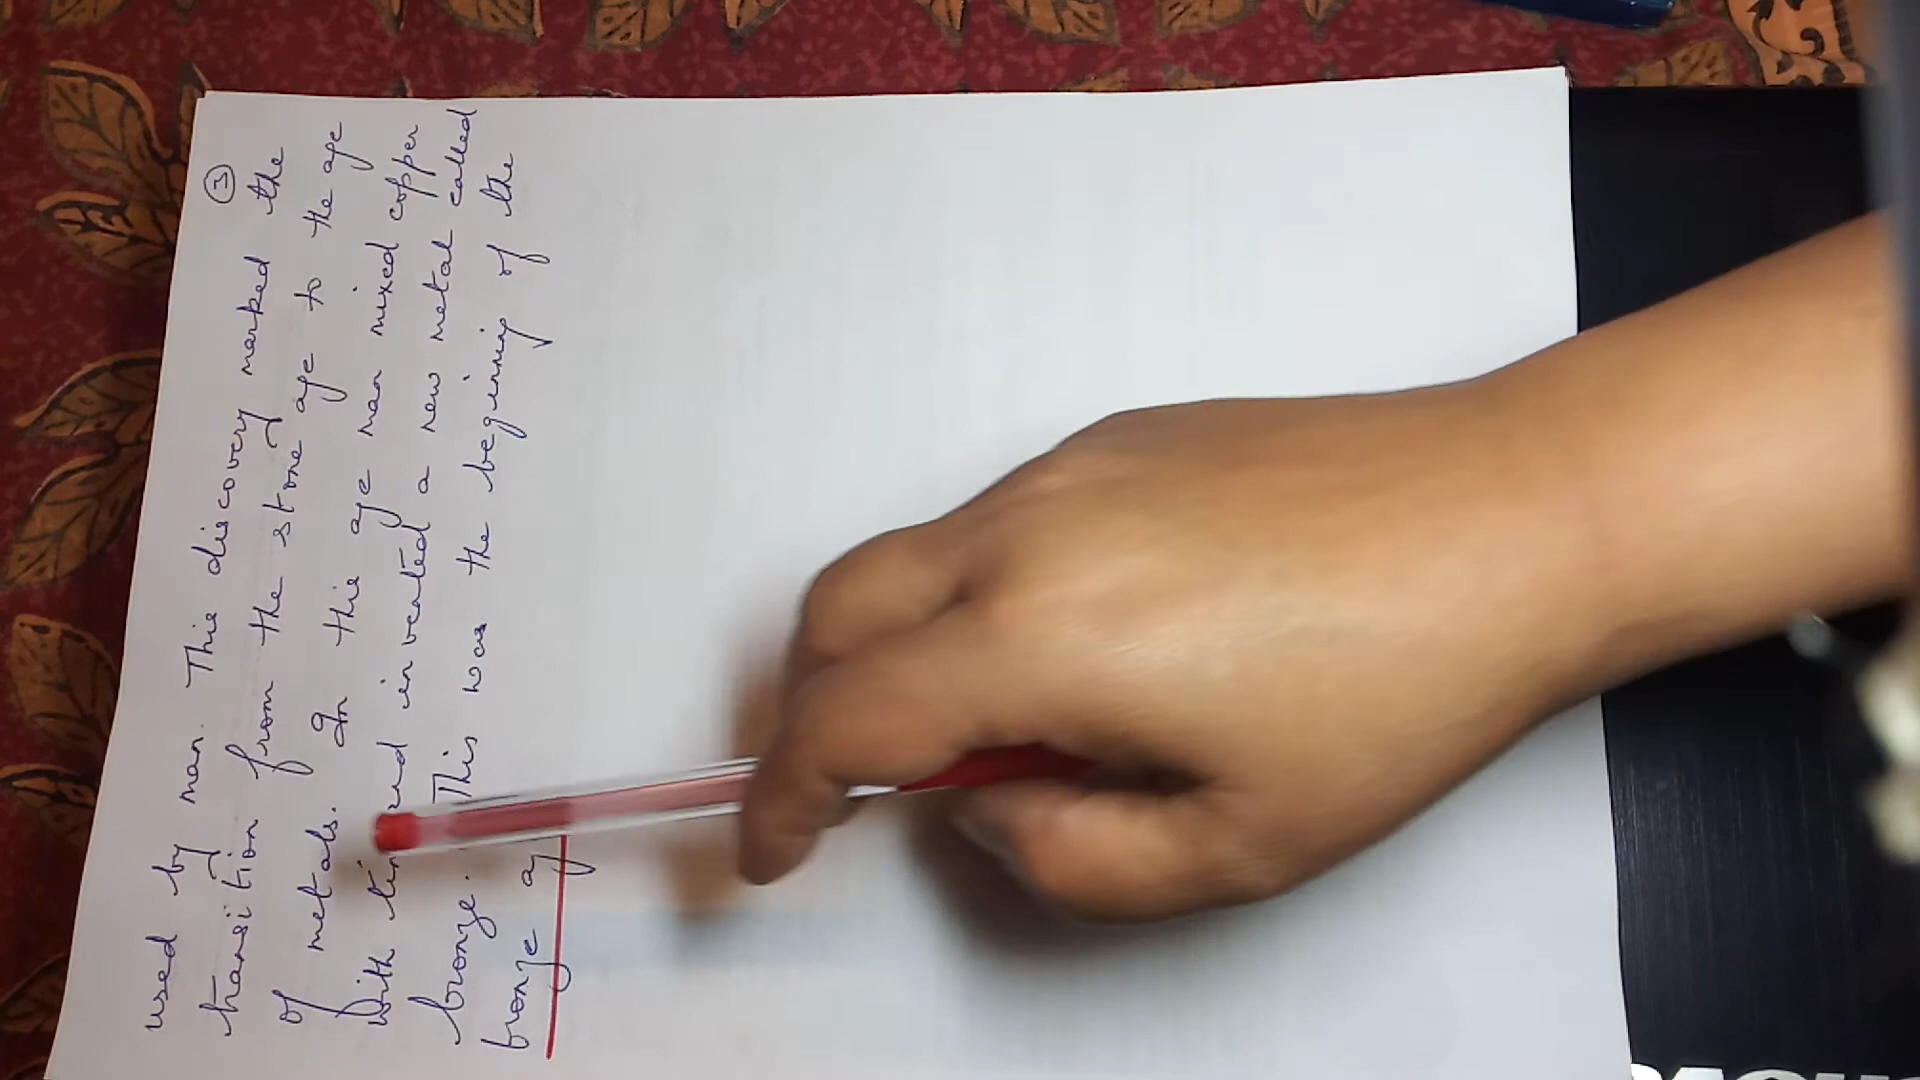 3
used by man. This discovery marked the
transition from the stone age to the age
of metals. In this age man mixed copper
with tin and invented a new metal called
bronze. This was the beginning of the
bronze age